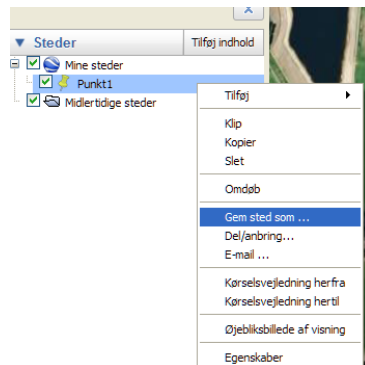 Steder
Tilføj indhold
Mine steder
Punkt1
Midlertidige steder
Tilføj
Klip
Kopier
Slet
Omdøb
Gem sted som ...
Del/anbring...
E-mail ...
Kørselsvejledning herfra
Kørselsvejledning hertil
Øjebliksbillede af visning
Egenskaber